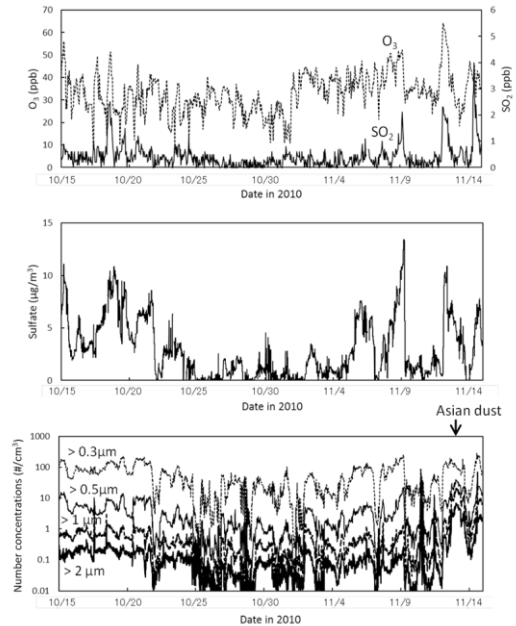 70
60
50
40
30
20
10
0
O₃ (ppb)
6
5
4
3
2
1
0
SO₂ (ppb)
O₃
SO₂
10/15 10/20 10/25 10/30 11/4 11/9 11/14
Date in 2010
15
10
5
0
Sulfate (μg/m³)
10/15 10/20 10/25 10/30 11/4 11/9 11/14
Date in 2010
Asian dust
1000
100
10
1
0.1
0.01
Number concentrations (#/cm³)
> 0.3μm
> 0.5μm
> 1 μm
> 2 μm
10/15 10/20 10/25 10/30 11/4 11/9 11/14
Date in 2010